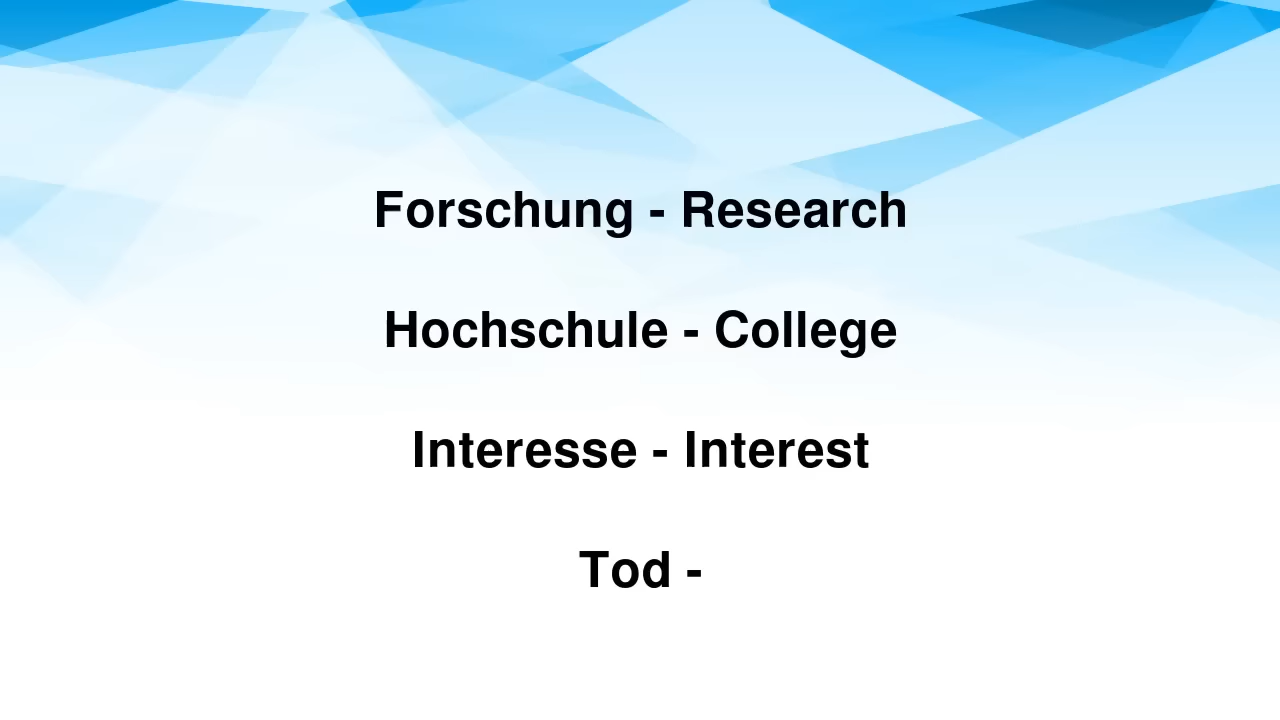 Forschung - Research
Hochschule - College
Interesse - Interest
Tod -